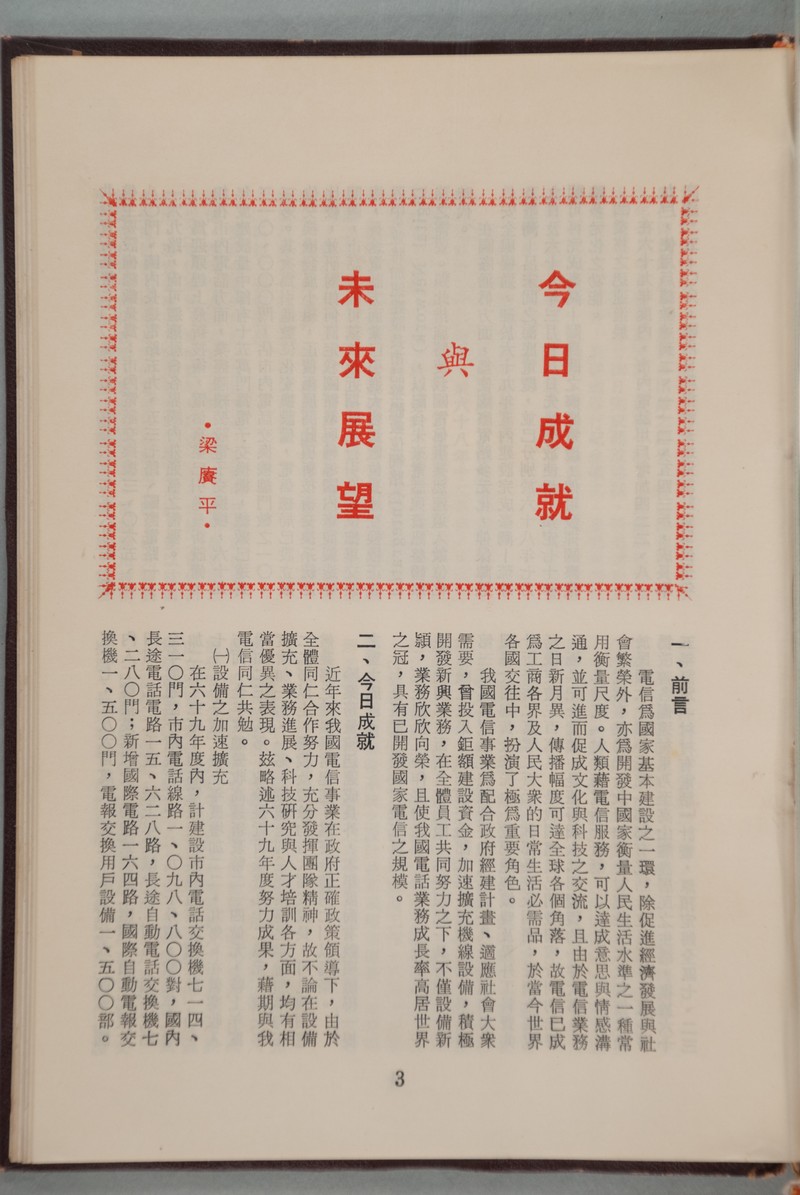 今日成就
與
未來展望
•梁賡平•
一、前言
電信爲國家基本建設之一環，除促進經濟發展與社
會繁榮外，亦爲開發中國家衡量人民生活水準之一種常
用衡量尺度。人類藉電信服務，可以達成意思與情感溝
通，並可進而促成文化與科技之交流，且由於電信業務
之日新月異，傳播幅度可達全球各個角落，故電信已成
爲工商各界及人民大衆的日常生活必需品，於當今世界
各國交往中，扮演了極爲重要角色。
我國電信事業爲配合政府經建計畫、適應社會大衆
需要，曾投入鉅額建設資金，加速擴充機線設備，積極
開發新興業務，在全體員工共同努力之下，不僅設備新
穎，業務欣欣向榮，且使我國電話業務成長率高居世界
之冠，具有已開發國家電信之規模。
二、今日成就
近年來我國電信事業在政府正確政策領導下，由於
全體同仁合作努力，充分發揮團隊精神，故不論在設備
擴充、業務進展、科技研究與人才培訓各方面，均有相
當優異之表現。玆略述六十九年度努力成果，藉期與我
電信同仁共勉。
㈠設備之加速擴充
在六十九年度內，計建設市內電話交換機七一四、
三一〇門，市內電話線路一、〇九八、八〇〇對，國內
長途電話電路一五、六二八路，長途自動電話交換機七
、二八〇門；新增國際電路一六四路，國際自動電報交
換機一、五〇〇門，電報交換用戶設備一、五〇〇部。
3